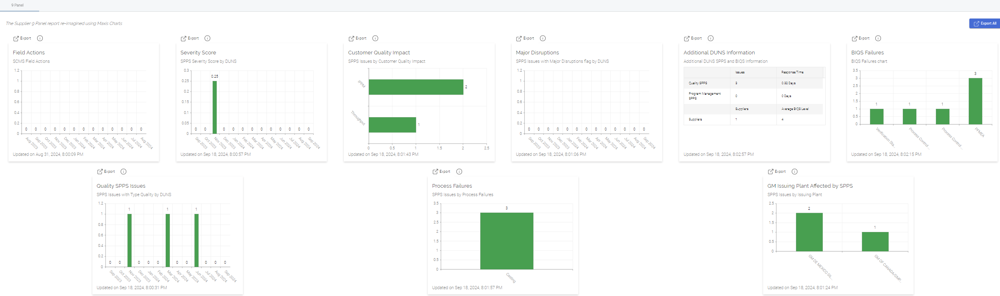 9 Panel
The Supplier 9 Panel report re-imagined using Maxis Charts
Export All
Export
Field Actions
SCMS Field Actions
1.2
1
0.8
0.6
0.4
0.2
0
0 0 0 0 0 0 0 0 0 0 0 0 0
Aug 2023 Sep 2023 Oct 2023 Nov 2023 Dec 2023 Jan 2024 Feb 2024 Mar 2024 Apr 2024 May 2024 Jun 2024 Jul 2024 Aug 2024
Updated on Aug 31, 2024, 8:00:09 PM
Export
Severity Score
SPPS Severity Score by DUNS
0.3
0.25
0.2
0.15
0.1
0.05
0
0 0 0.25 0 0 0 0 0 0 0 0 0 0
Sep 2023 Oct 2023 Nov 2023 Dec 2023 Jan 2024 Feb 2024 Mar 2024 Apr 2024 May 2024 Jun 2024 Jul 2024 Aug 2024 Sep 2024
Updated on Sep 18, 2024, 8:00:57 PM
Export
Customer Quality Impact
SPPS Issues by Customer Quality Impact
IPPM
2
Throughput
1
0 0.5 1 1.5 2 2.5
Updated on Sep 18, 2024, 8:01:43 PM
Export
Major Disruptions
SPPS Issues with Major Disruptions flag by DUNS
1.2
1
0.8
0.6
0.4
0.2
0
0 0 0 0 0 0 0 0 0 0 0 0 0
Sep 2023 Oct 2023 Nov 2023 Dec 2023 Jan 2024 Feb 2024 Mar 2024 Apr 2024 May 2024 Jun 2024 Jul 2024 Aug 2024 Sep 2024
Updated on Sep 18, 2024, 8:01:06 PM
Export
Additional DUNS Information
Additional DUNS SPPS and BIQS Information
Issues Response Time
Quality SPPS 3 0.32 Days
Program Management SPPS 0 0 Days
Suppliers Average BIQS Level
Suppliers 1 4
Updated on Sep 18, 2024, 8:02:57 PM
Export
BIQS Failures
BIQS Failures chart
3.5
3
2.5
2
1.5
1
0.5
0
1 1 1 3
Verification Sta... Process Control ... Process Control ... PFMEA
Updated on Sep 18, 2024, 8:02:15 PM
Export
Quality SPPS Issues
SPPS Issues with Type Quality by DUNS
1.2
1
0.8
0.6
0.4
0.2
0
0 0 1 0 0 0 1 0 0 1 0 0 0
Sep 2023 Oct 2023 Nov 2023 Dec 2023 Jan 2024 Feb 2024 Mar 2024 Apr 2024 May 2024 Jun 2024 Jul 2024 Aug 2024 Sep 2024
Updated on Sep 18, 2024, 8:00:31 PM
Export
Process Failures
SPPS Issues by Process Failures
3.5
3
2.5
2
1.5
1
0.5
0
3
Casting
Updated on Sep 18, 2024, 8:01:57 PM
Export
GM Issuing Plant Affected by SPPS
SPPS Issues by Issuing Plant
2.5
2
1.5
1
0.5
0
2 1
GM DE MEXICO SIL... GM OF CANADA/GMP...
Updated on Sep 18, 2024, 8:01:24 PM